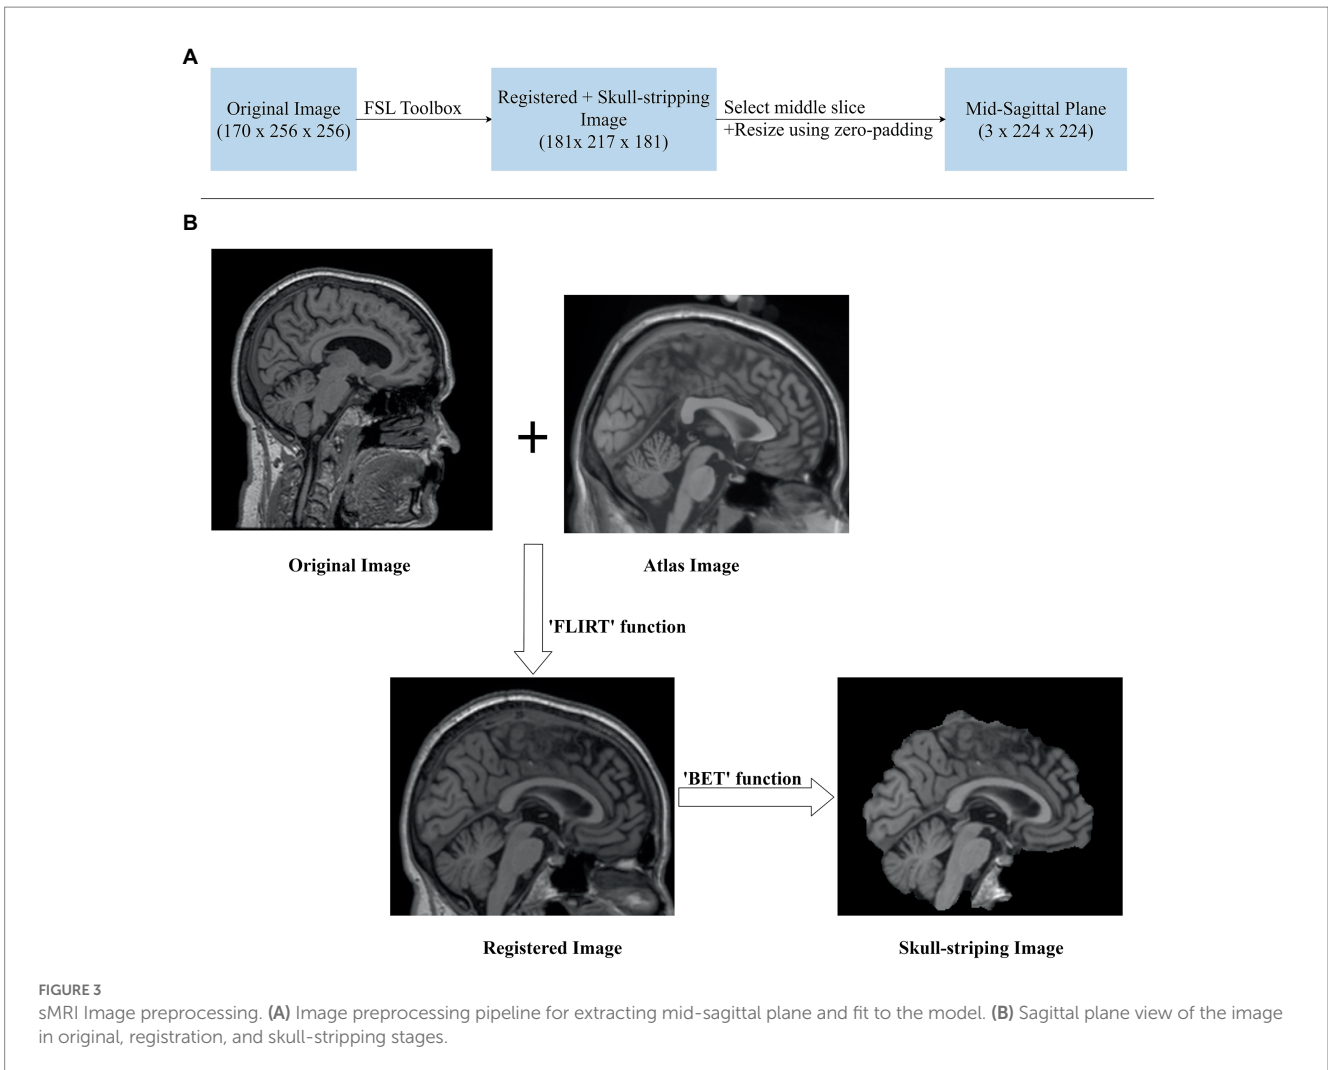 A
Original Image
(170 x 256 x 256)
FSL Toolbox
Registered + Skull-stripping
Image
(181x 217 x 181)
Select middle slice
+Resize using zero-padding
Mid-Sagittal Plane
(3 x 224 x 224)
B
Original Image
Atlas Image
'FLIRT' function
'BET' function
Registered Image
Skull-striping Image
FIGURE 3
sMRI Image preprocessing. (A) Image preprocessing pipeline for extracting mid-sagittal plane and fit to the model. (B) Sagittal plane view of the image
in original, registration, and skull-stripping stages.